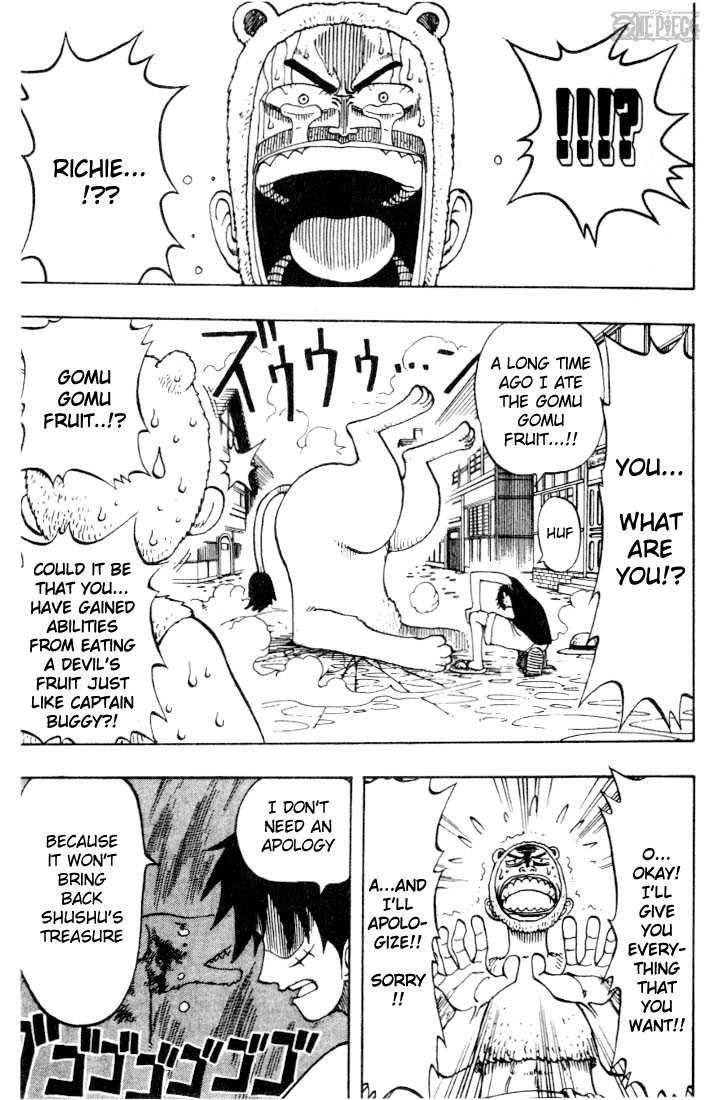 ONE PIECE
!!!!?
RICHIE...
!??
YOU...
WHAT
ARE
YOU!?
A LONG TIME
AGO I ATE
THE GOMU
GOMU
FRUIT...!!
HUF
ズゥゥゥ...
GOMU
GOMU
FRUIT..!?
COULD IT BE
THAT YOU...
HAVE GAINED
ABILITIES
FROM EATING
A DEVIL'S
FRUIT JUST
LIKE CAPTAIN
BUGGY?!
O...
OKAY!
I'LL
GIVE
YOU
EVERY-
THING
THAT
YOU
WANT!!
A...AND
I'LL
APOLO-
GIZE!!
SORRY
!!
I DON'T
NEED AN
APOLOGY
BECAUSE
IT WON'T
BRING
BACK
SHUSHU'S
TREASURE
ゴゴゴゴゴゴゴ